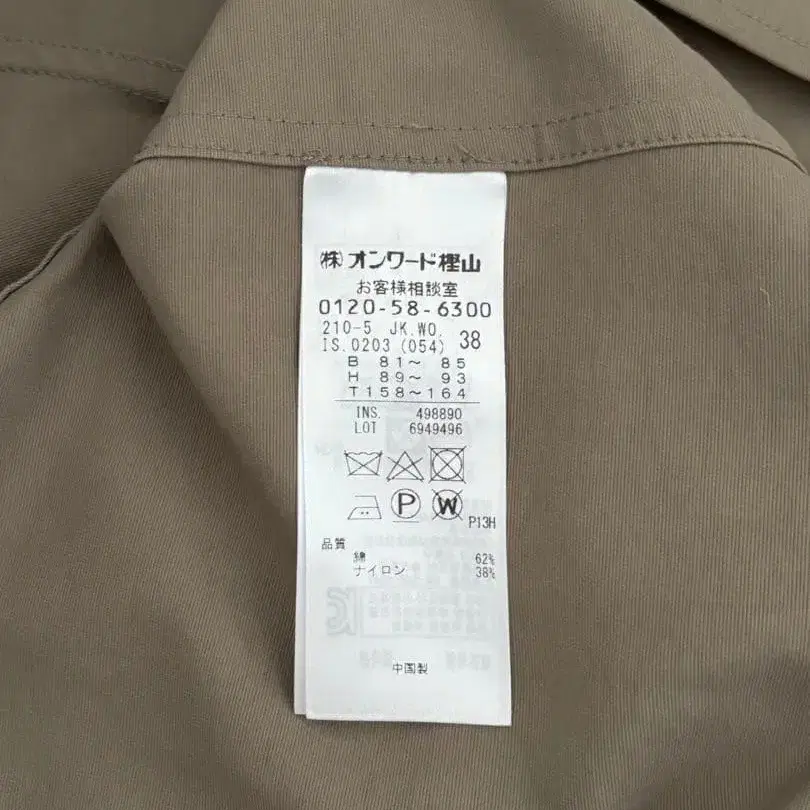 (株)オンワード樫山
お客様相談室
0120-58-6300
210-5 JK.WO.
IS.0203 (054) 38
B 81～ 85
H 89～ 93
T158～164
INS. 498890
LOT 6949496
P
W
P13H
品質
綿 62%
ナイロン 38%
中国製